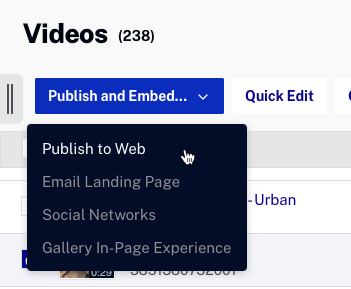 Videos (238)
Publish and Embed...
Quick Edit
Publish to Web
Email Landing Page
- Urban
Social Networks
Gallery In-Page Experience
0:29